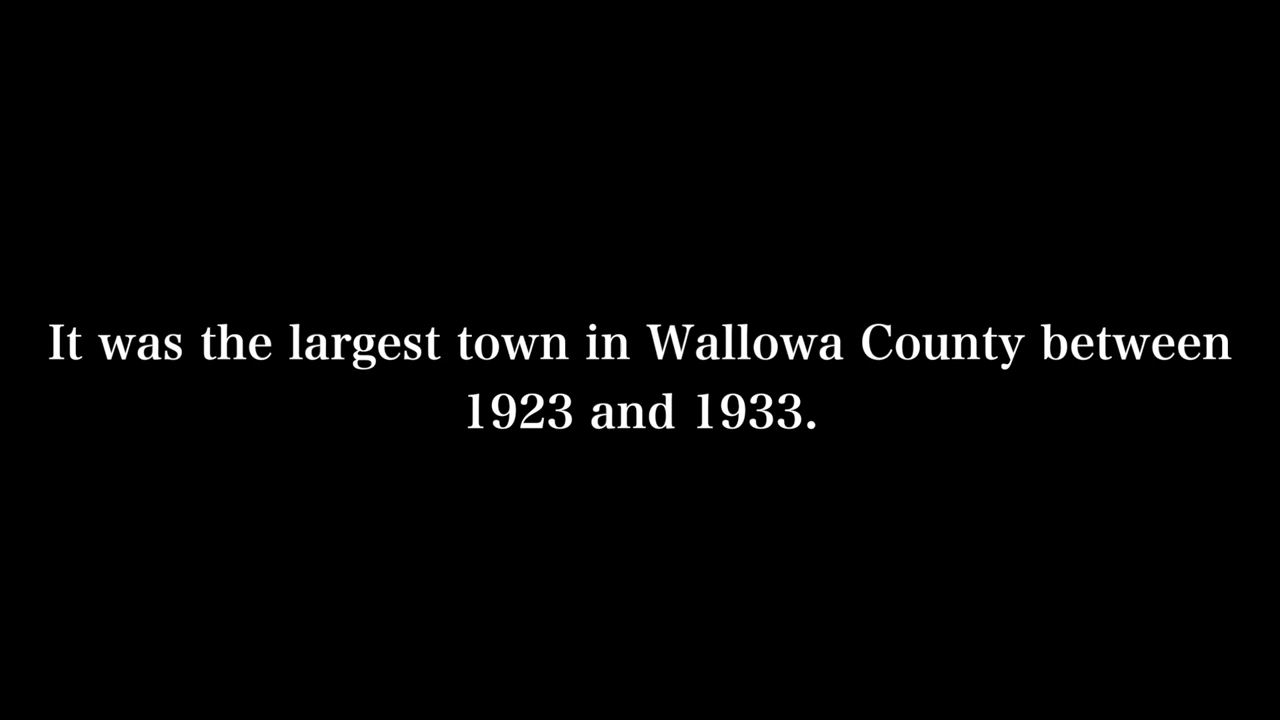 It was the largest town in Wallowa County between
1923 and 1933.